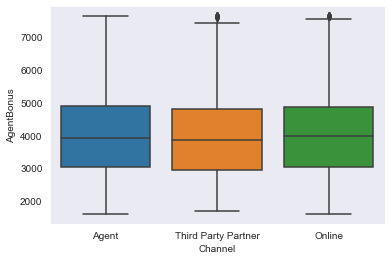 7000
6000
5000
4000
3000
2000
AgentBonus
Agent
Third Party Partner
Online
Channel